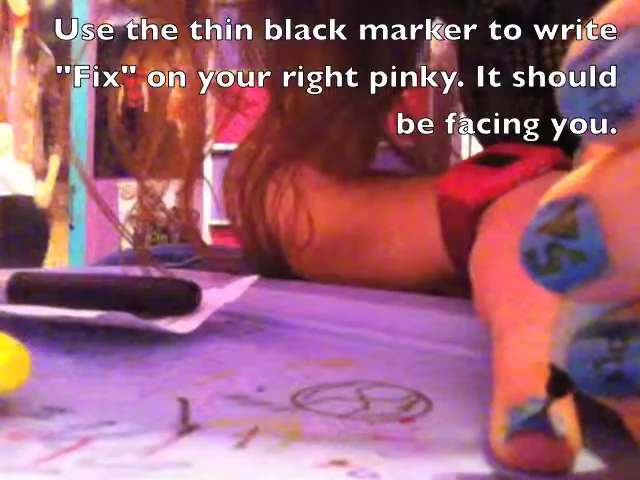 Use the thin black marker to write
"Fix" on your right pinky. It should
be facing you.